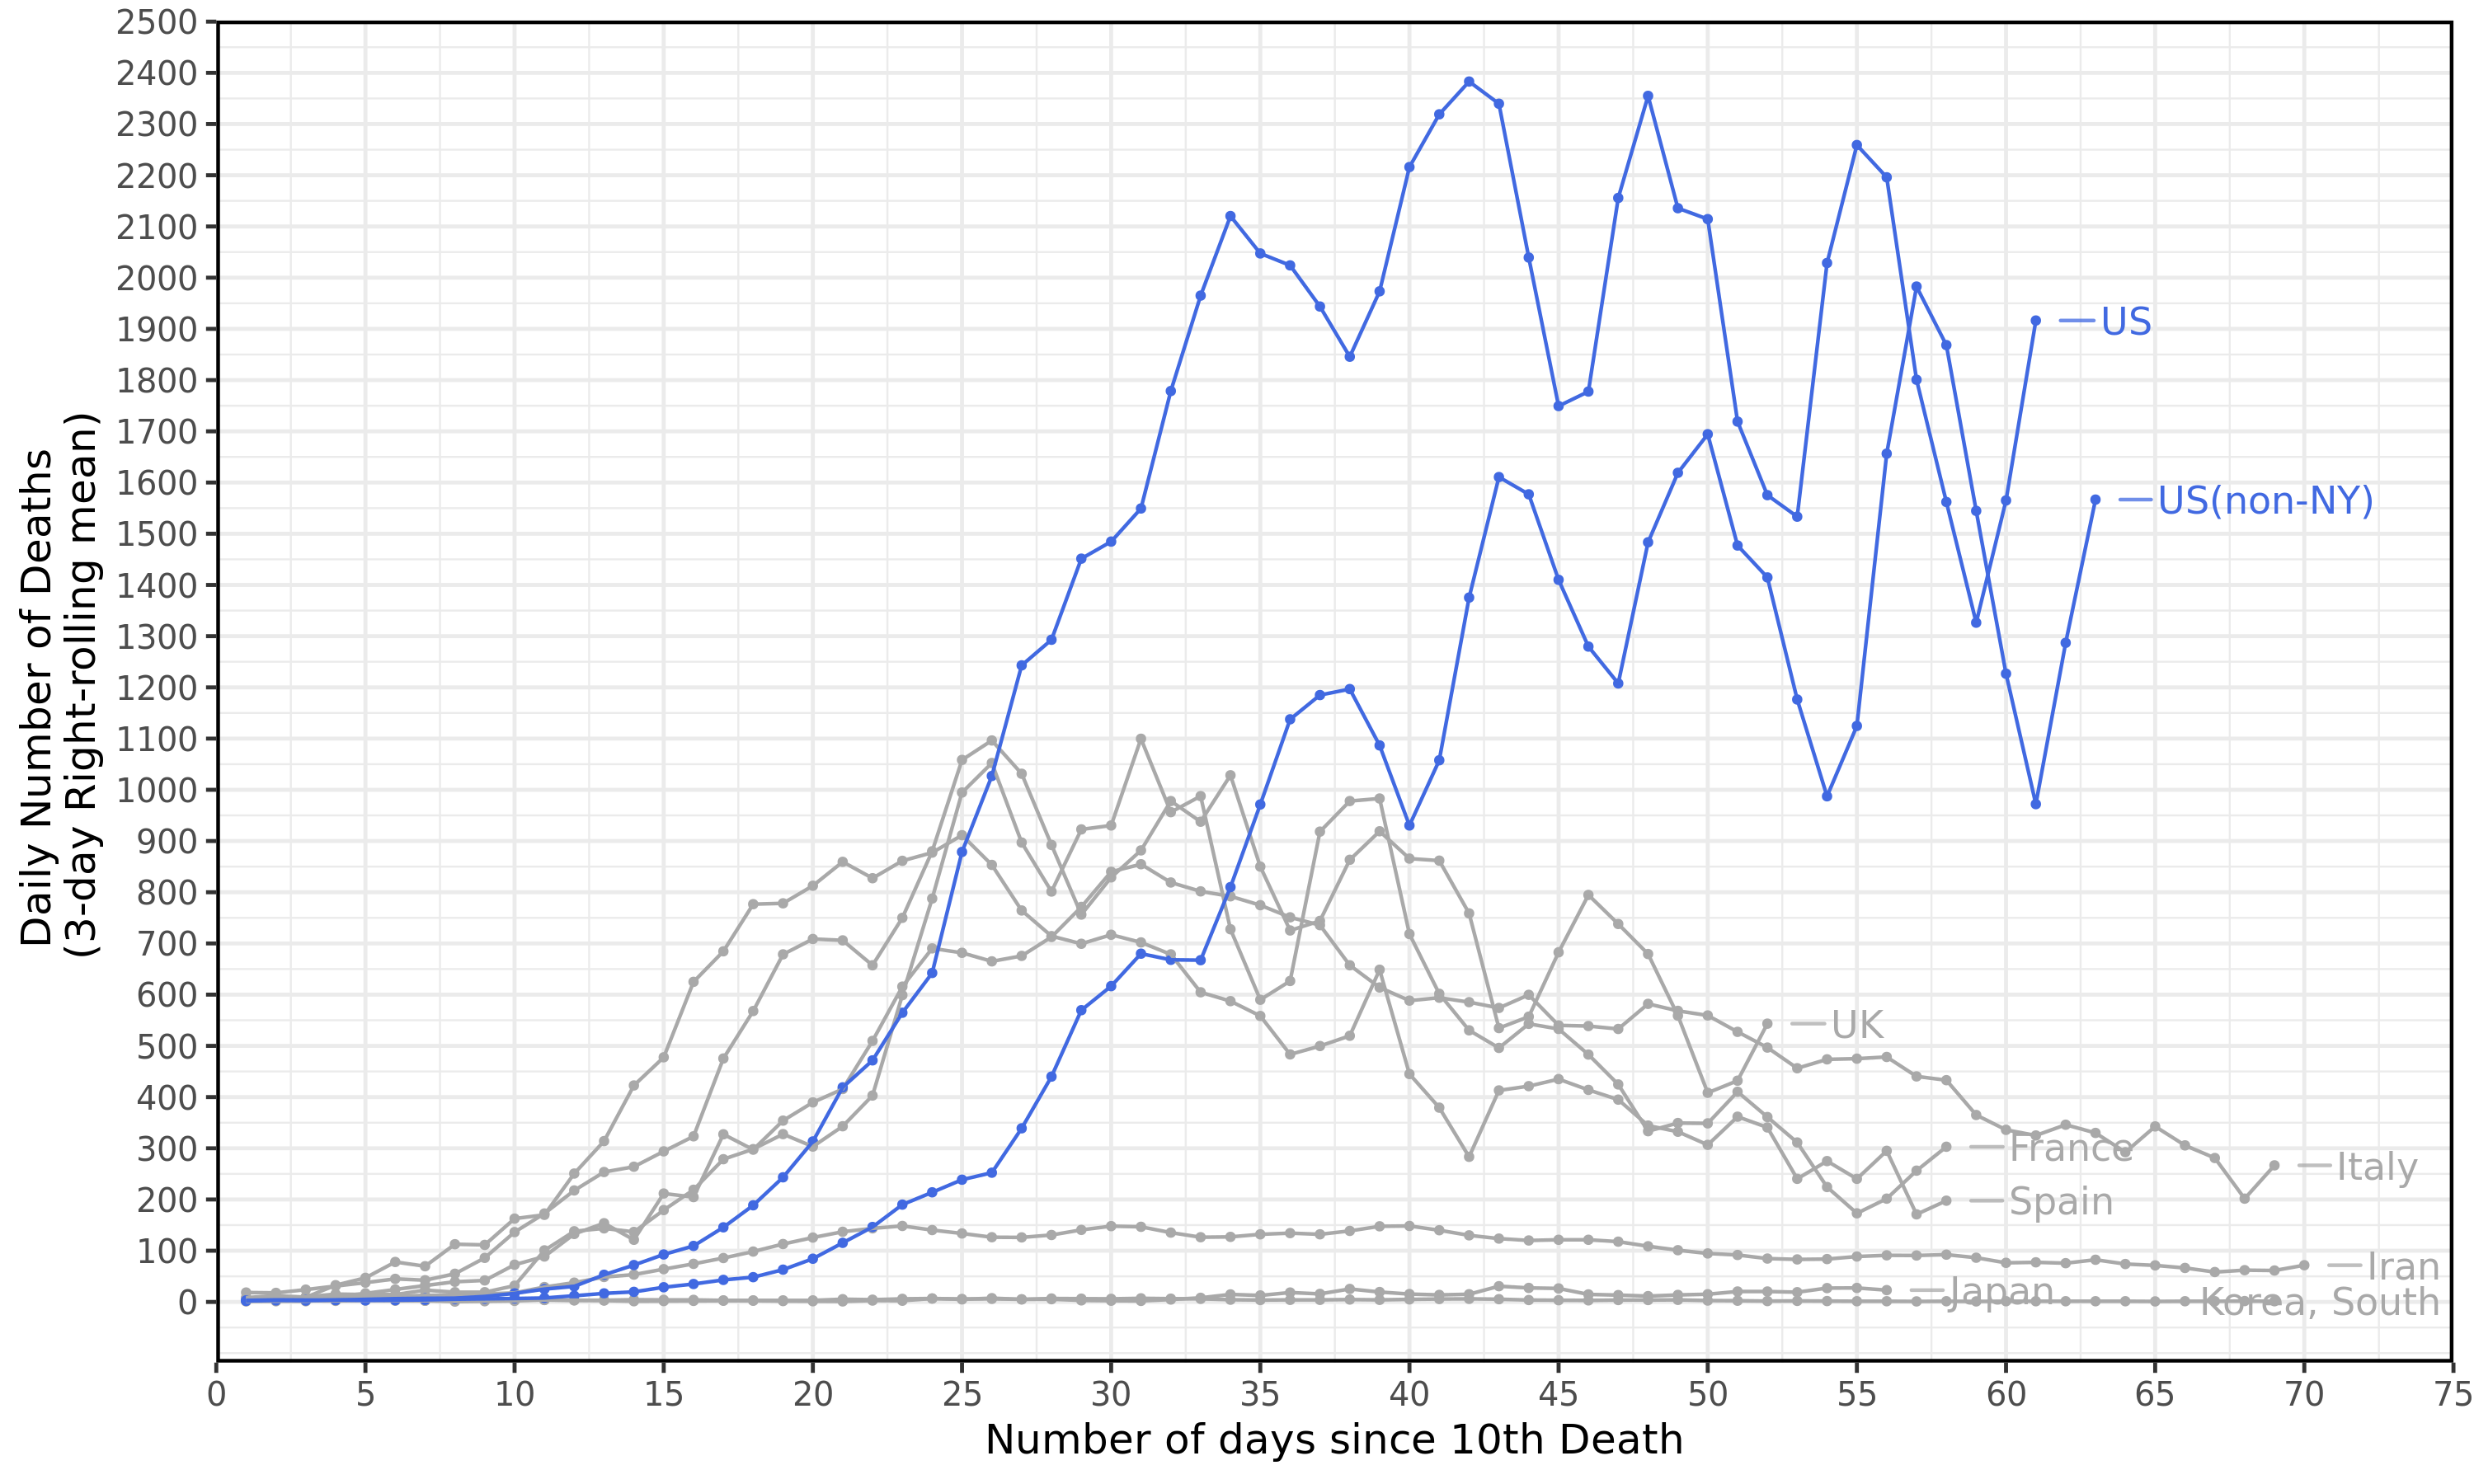 Daily Number of Deaths
(3-day Right-rolling mean)
2500
2400
2300
2200
2100
2000
1900
1800
1700
1600
1500
1400
1300
1200
1100
1000
900
800
700
600
500
400
300
200
100
0
US
US(non-NY)
UK
France
Italy
Spain
Iran
Japan
Korea, South
0 5 10 15 20 25 30 35 40 45 50 55 60 65 70 75
Number of days since 10th Death